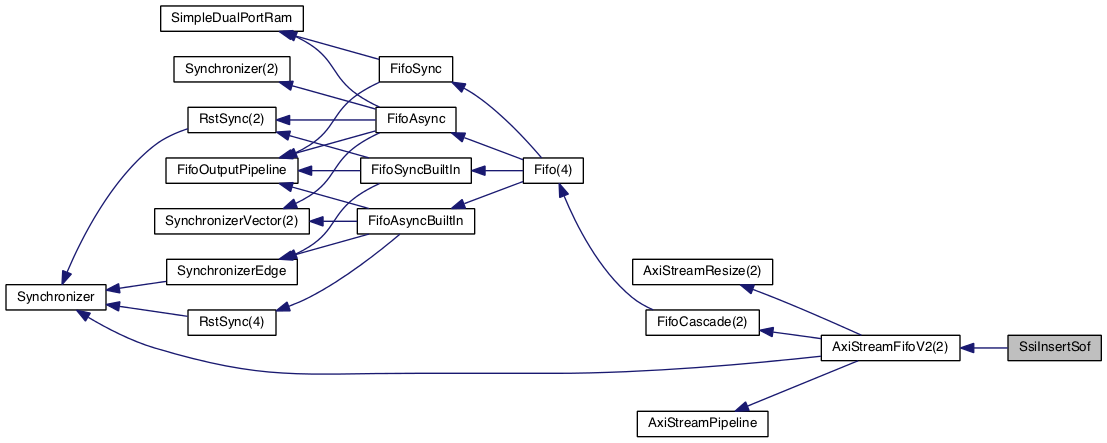 SimpleDualPortRam
Synchronizer(2)
FifoSync
RstSync(2)
FifoAsync
FifoOutputPipeline
FifoSyncBuiltIn
Fifo(4)
SynchronizerVector(2)
FifoAsyncBuiltIn
SynchronizerEdge
AxiStreamResize(2)
Synchronizer
RstSync(4)
FifoCascade(2)
AxiStreamFifoV2(2)
SsiInsertSof
AxiStreamPipeline